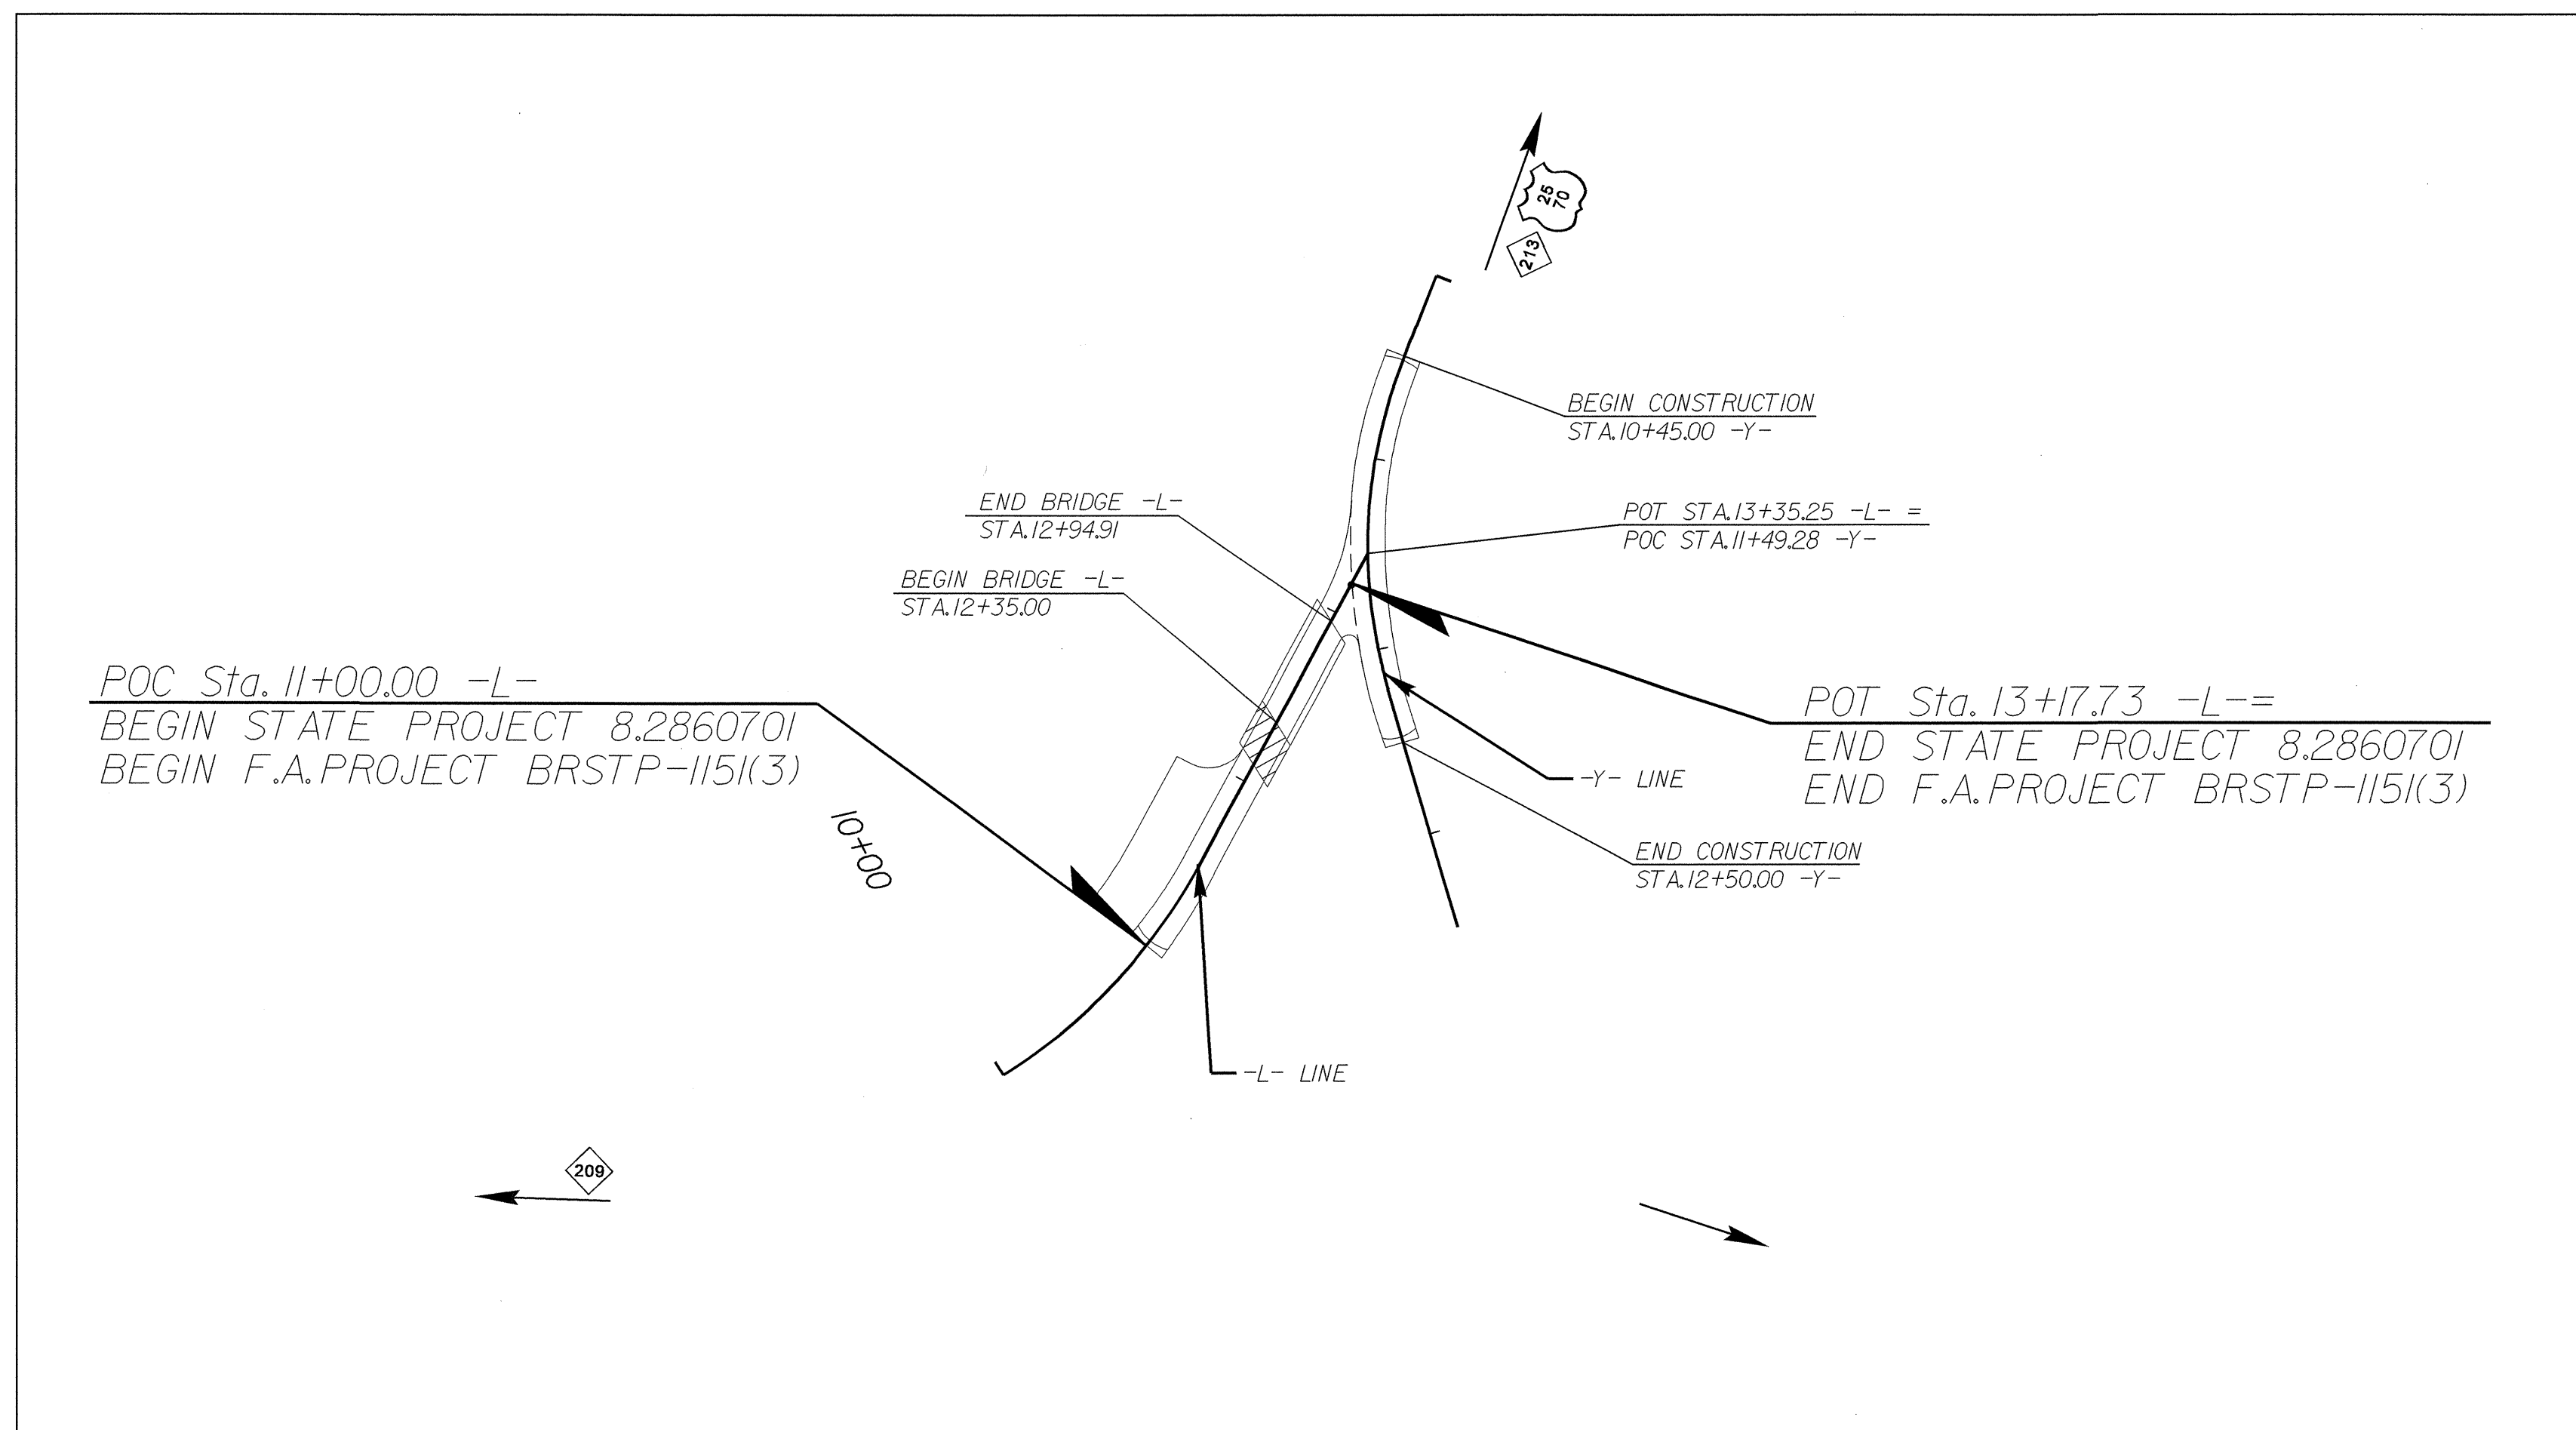 25
70
213
BEGIN CONSTRUCTION
STA.10+45.00 -Y-
END BRIDGE -L-
STA.12+94.91
POT STA.13+35.25 -L- =
POC STA.11+49.28 -Y-
BEGIN BRIDGE -L-
STA.12+35.00
POC Sta. 11+00.00 -L-
BEGIN STATE PROJECT 8.2860701
BEGIN F.A.PROJECT BRSTP-1151(3)
POT Sta. 13+17.73 -L-=
END STATE PROJECT 8.2860701
END F.A.PROJECT BRSTP-1151(3)
-Y- LINE
10+00
END CONSTRUCTION
STA.12+50.00 -Y-
-L- LINE
209